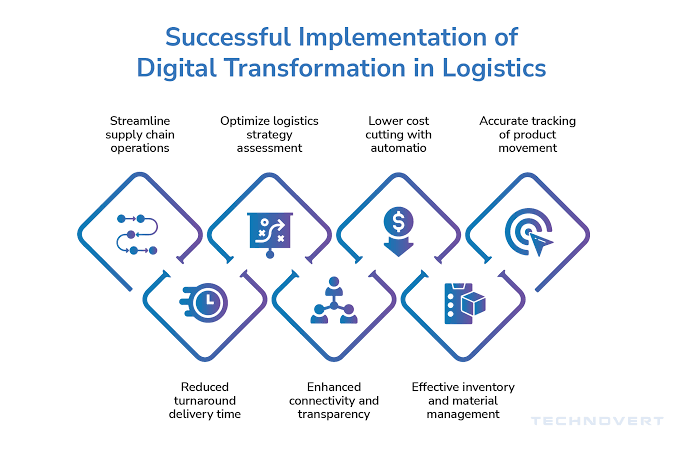 Successful Implementation of
Digital Transformation in Logistics
Streamline
supply chain
operations
Optimize logistics
strategy
assessment
Lower cost
cutting with
automatio
Accurate tracking
of product
movement
Reduced
turnaround
delivery time
Enhanced
connectivity and
transparency
Effective inventory
and material
management
TECHNOVERT